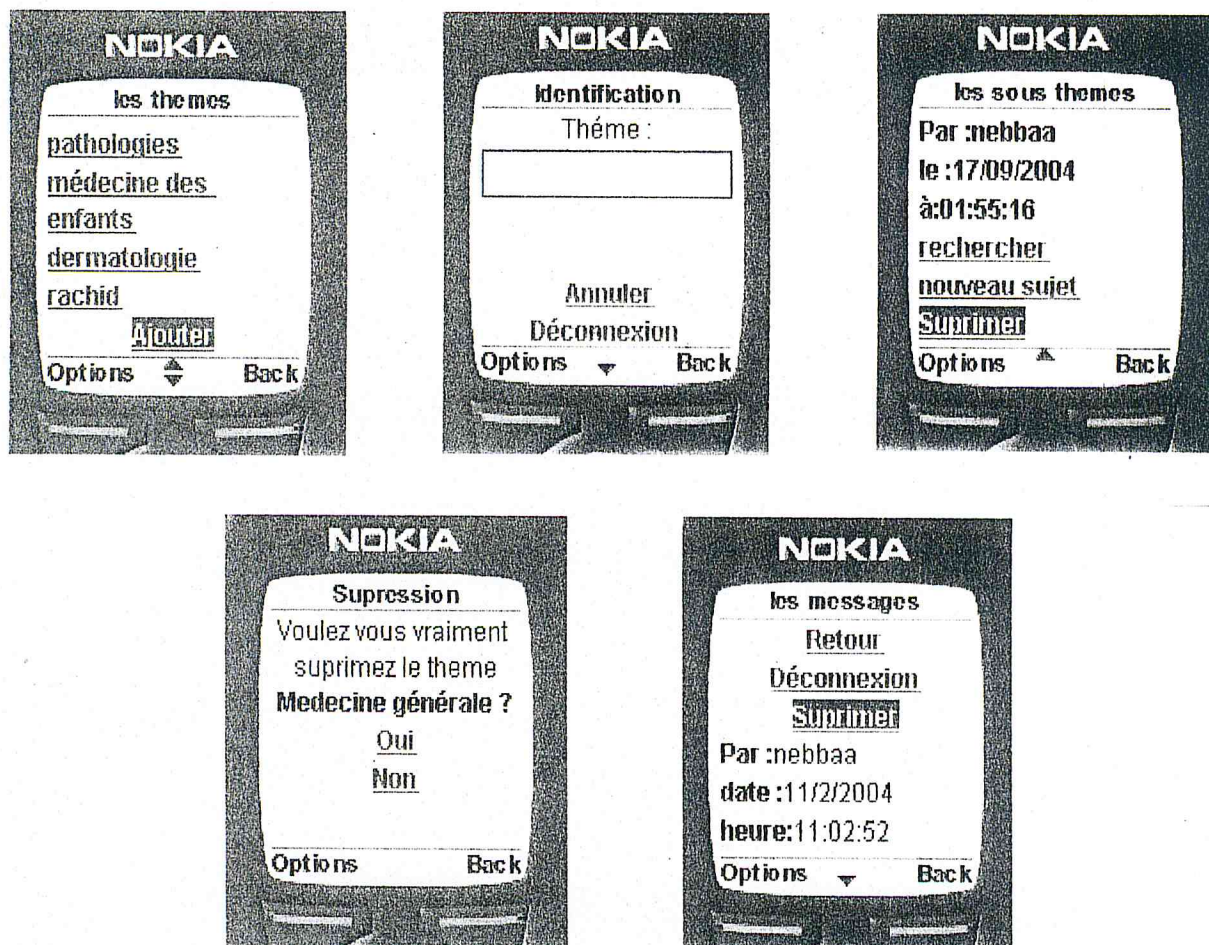 NOKIA
les themes
pathologies
médecine des
enfants
dermatologie
rachid
Ajouter
Options Back
NOKIA
Identification
Théme :
Annuler
Déconnexion
Options Back
NOKIA
les sous themes
Par :nebbaa
le :17/09/2004
à:01:55:16
rechercher
nouveau sujet
Suprimer
Options Back
NOKIA
Supression
Voulez vous vraiment
suprimez le theme
Medecine générale ?
Oui
Non
Options Back
NOKIA
les messages
Retour
Déconnexion
Suprimer
Par :nebbaa
date :11/2/2004
heure:11:02:52
Options Back